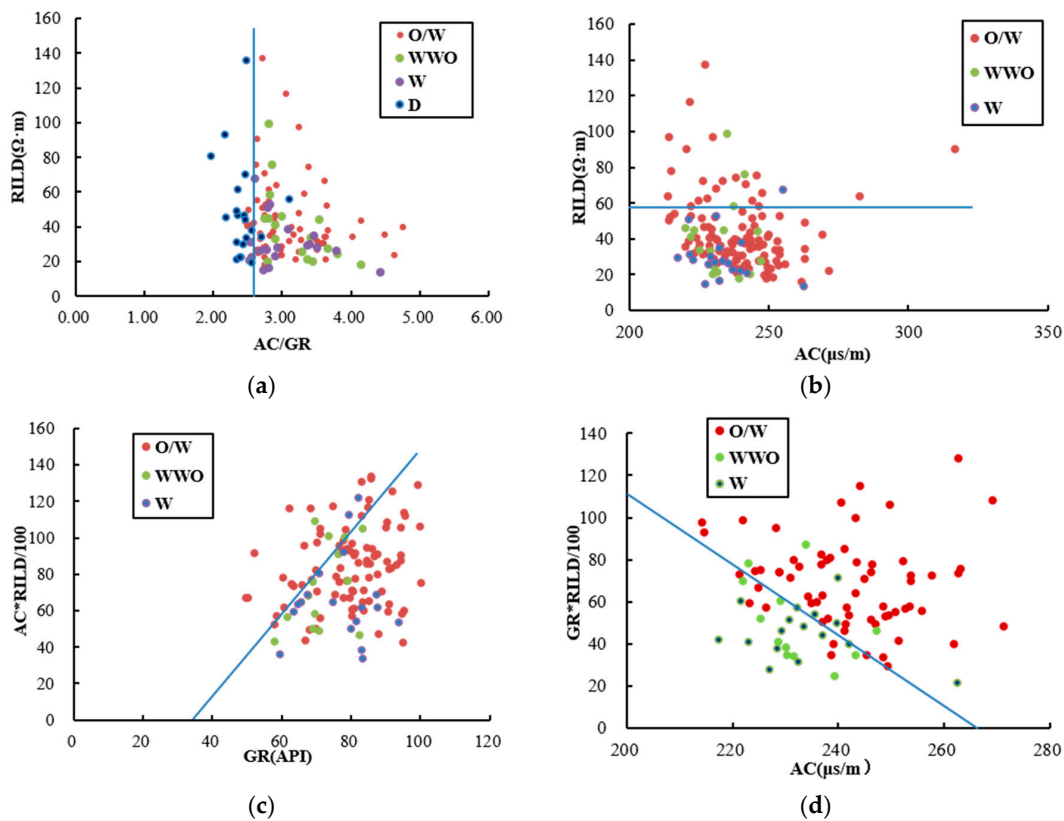 160
140
120
100
80
60
40
20
0
RILD(Ω·m)
O/W
WWO
W
D
0.00 1.00 2.00 3.00 4.00 5.00 6.00
AC/GR
(a)
160
140
120
100
80
60
40
20
0
RILD(Ω·m)
O/W
WWO
W
200 250 300 350
AC(μs/m)
(b)
160
140
120
100
80
60
40
20
0
AC*RILD/100
O/W
WWO
W
0 20 40 60 80 100 120
GR(API)
(c)
140
120
100
80
60
40
20
0
GR*RILD/100
O/W
WWO
W
200 220 240 260 280
AC(μs/m）
(d)